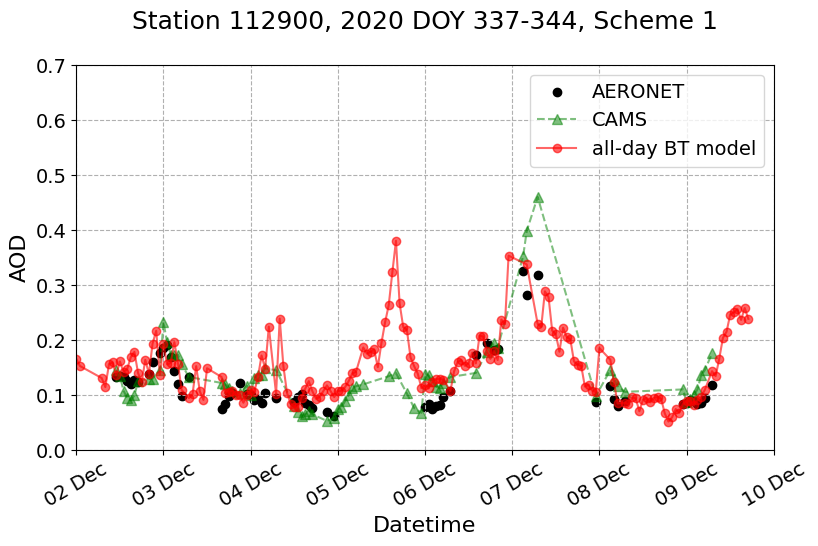 Station 112900, 2020 DOY 337-344, Scheme 1
0.7
0.6
0.5
0.4
0.3
0.2
0.1
0.0
AOD
AERONET
CAMS
all-day BT model
02 Dec
03 Dec
04 Dec
05 Dec
06 Dec
07 Dec
08 Dec
09 Dec
10 Dec
Datetime